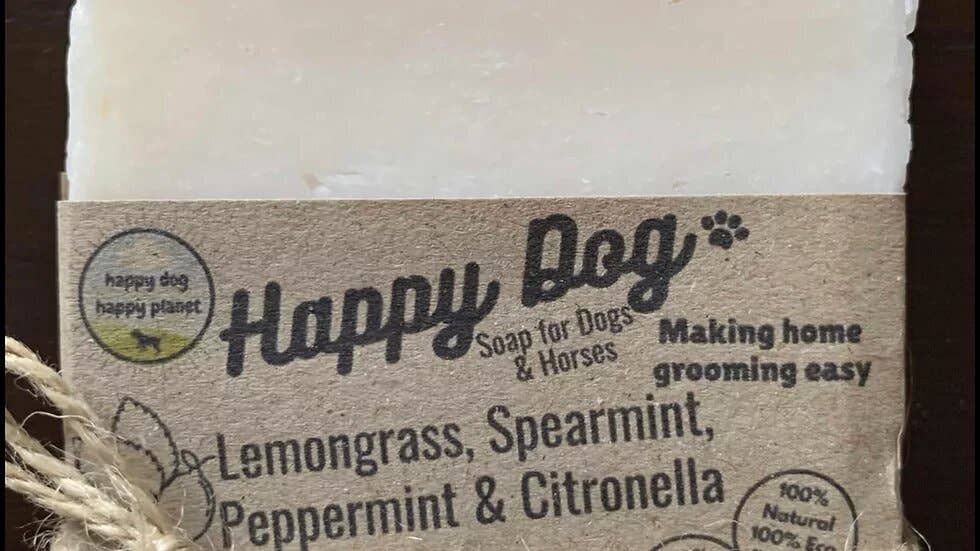 happy dog
happy planet
Happy Dog
Soap for Dogs
& Horses
Making home
grooming easy
Lemongrass, Spearmint,
Peppermint & Citronella
100%
Natural
100% Eco